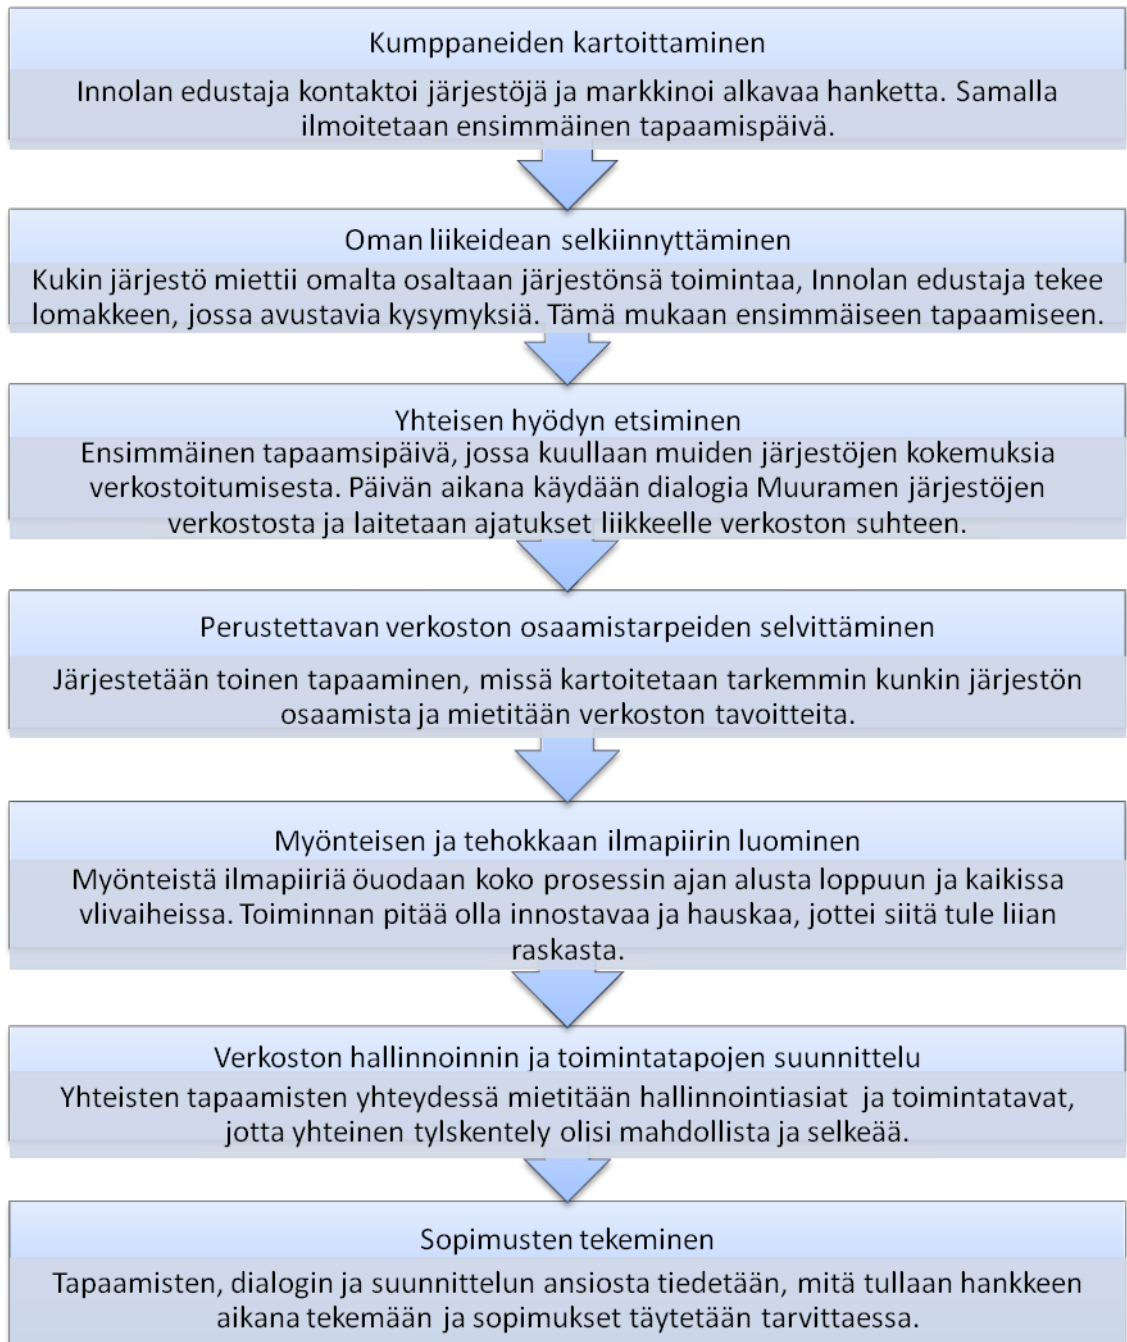 Kumppaneiden kartoittaminen
Innolan edustaja kontaktoi järjestöjä ja markkinoi alkavaa hanketta. Samalla
ilmoitetaan ensimmäinen tapaamispäivä.
Oman liikeidean selkiinnyttäminen
Kukin järjestö miettii omalta osaltaan järjestönsä toimintaa, Innolan edustaja tekee
lomakkeen, jossa avustavia kysymyksiä. Tämä mukaan ensimmäiseen tapaamiseen.
Yhteisen hyödyn etsiminen
Ensimmäinen tapaamsipäivä, jossa kuullaan muiden järjestöjen kokemuksia
verkostoitumisesta. Päivän aikana käydään dialogia Muuramen järjestöjen
verkostosta ja laitetaan ajatukset liikkeelle verkoston suhteen.
Perustettavan verkoston osaamistarpeiden selvittäminen
Järjestetään toinen tapaaminen, missä kartoitetaan tarkemmin kunkin järjestön
osaamista ja mietitään verkoston tavoitteita.
Myönteisen ja tehokkaan ilmapiirin luominen
Myönteistä ilmapiiriä öuodaan koko prosessin ajan alusta loppuun ja kaikissa
vlivaiheissa. Toiminnan pitää olla innostavaa ja hauskaa, jottei siitä tule liian
raskasta.
Verkoston hallinnoinnin ja toimintatapojen suunnittelu
Yhteisten tapaamisten yhteydessä mietitään hallinnointiasiat ja toimintatavat,
jotta yhteinen tylskentely olisi mahdollista ja selkeää.
Sopimusten tekeminen
Tapaamisten, dialogin ja suunnittelun ansiosta tiedetään, mitä tullaan hankkeen
aikana tekemään ja sopimukset täytetään tarvittaessa.